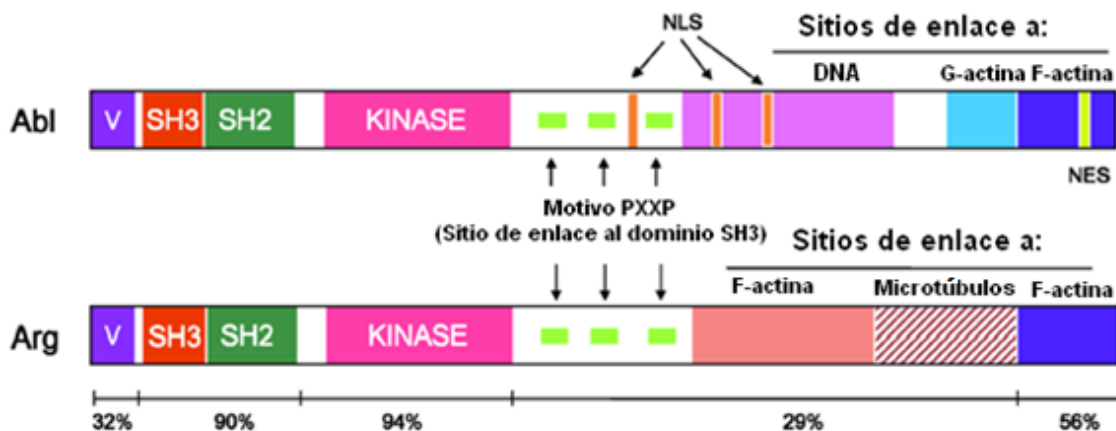 NLS
Sitios de enlace a:
DNA
G-actina F-actina
Abl
V SH3 SH2 KINASE
NES
Motivo PXXP
(Sitio de enlace al dominio SH3)
Sitios de enlace a:
F-actina Microtúbulos F-actina
Arg
V SH3 SH2 KINASE
32% 90% 94% 29% 56%